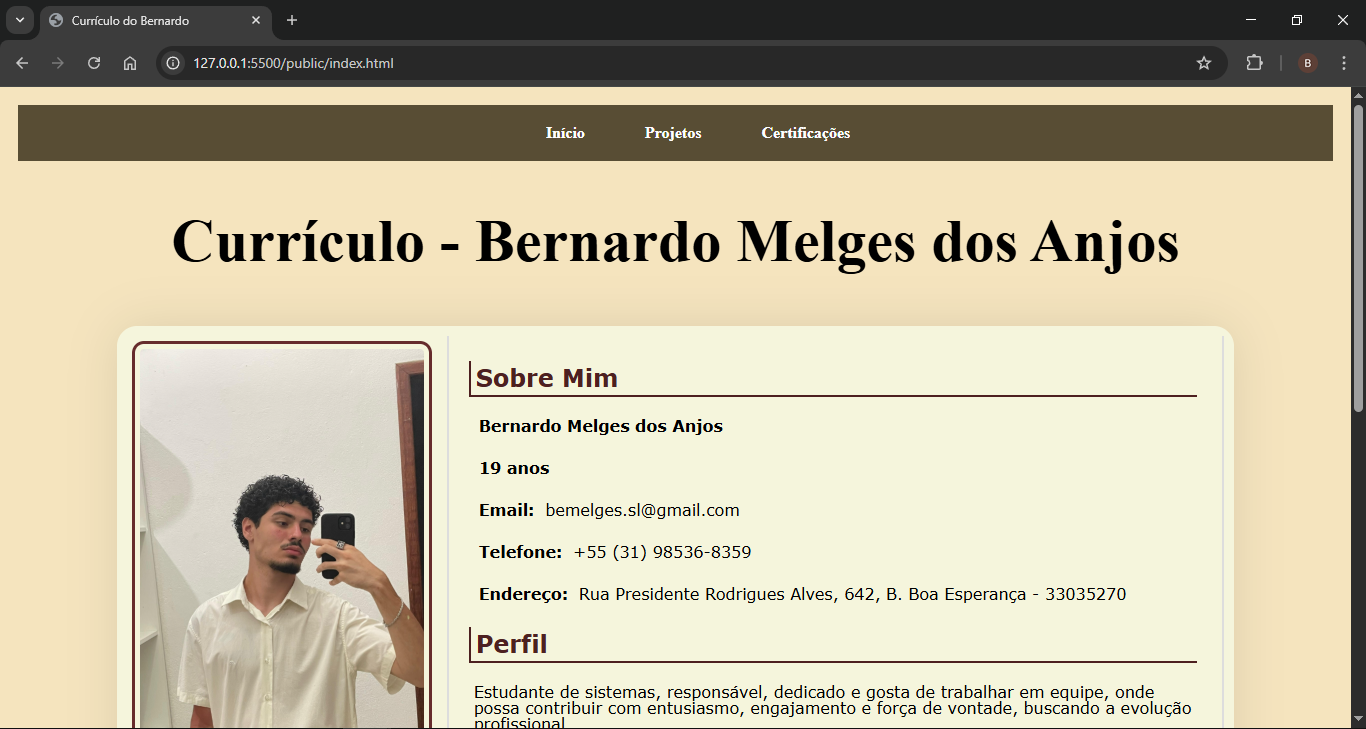 Currículo do Bernardo
127.0.0.1:5500/public/index.html
B
Início Projetos Certificações
Currículo - Bernardo Melges dos Anjos
Sobre Mim
Bernardo Melges dos Anjos
19 anos
Email: bemelges.sl@gmail.com
Telefone: +55 (31) 98536-8359
Endereço: Rua Presidente Rodrigues Alves, 642, B. Boa Esperança - 33035270
Perfil
Estudante de sistemas, responsável, dedicado e gosta de trabalhar em equipe, onde
possa contribuir com entusiasmo, engajamento e força de vontade, buscando a evolução
profissional